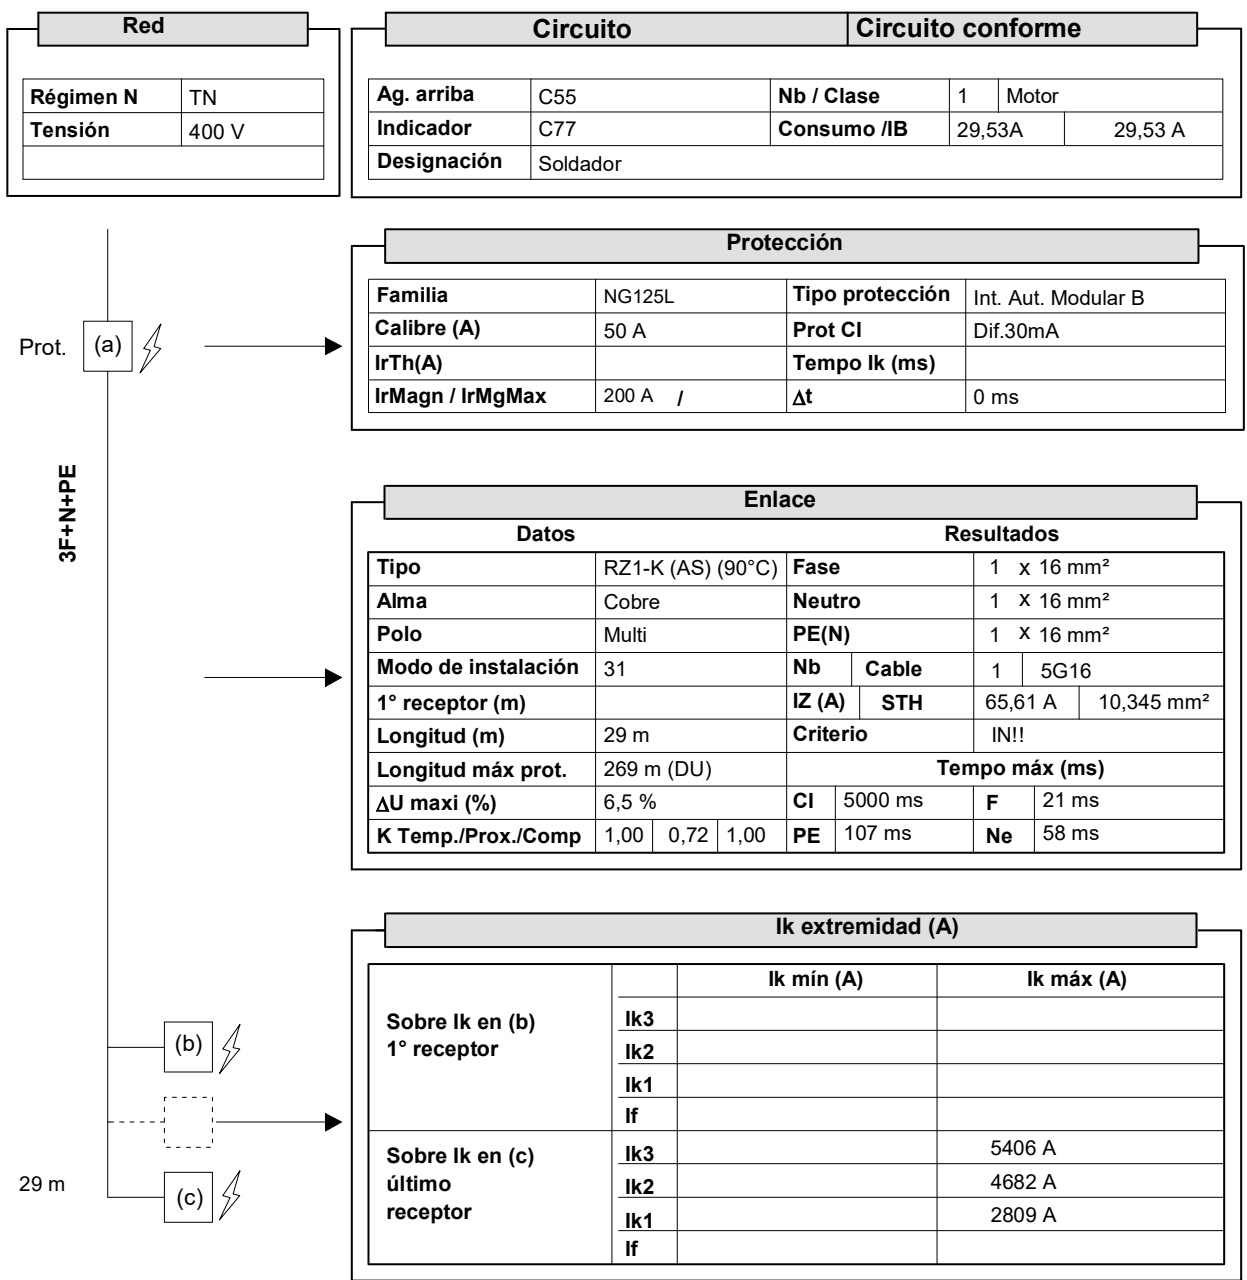 Red
Circuito Circuito conforme
Régimen N TN
Tensión 400 V
Ag. arriba C55 Nb / Clase 1 Motor
Indicador C77 Consumo /IB 29,53A 29,53 A
Designación Soldador
Protección
Familia NG125L Tipo protección Int. Aut. Modular B
Calibre (A) 50 A Prot CI Dif.30mA
IrTh(A) Tempo Ik (ms)
IrMagn / IrMgMax 200 A / Δt 0 ms
Prot. (a)
3F+N+PE
Enlace
Datos Resultados
Tipo RZ1-K (AS) (90°C) Fase 1 x 16 mm²
Alma Cobre Neutro 1 x 16 mm²
Polo Multi PE(N) 1 x 16 mm²
Modo de instalación 31 Nb Cable 1 5G16
1° receptor (m) IZ (A) STH 65,61 A 10,345 mm²
Longitud (m) 29 m Criterio IN!!
Longitud máx prot. 269 m (DU) Tempo máx (ms)
ΔU maxi (%) 6,5 % CI 5000 ms F 21 ms
K Temp./Prox./Comp 1,00 0,72 1,00 PE 107 ms Ne 58 ms
Ik extremidad (A)
Ik mín (A) Ik máx (A)
Sobre Ik en (b)
1° receptor
Ik3
Ik2
Ik1
If
(b)
Sobre Ik en (c)
último
receptor
Ik3 5406 A
Ik2 4682 A
Ik1 2809 A
If
29 m (c)